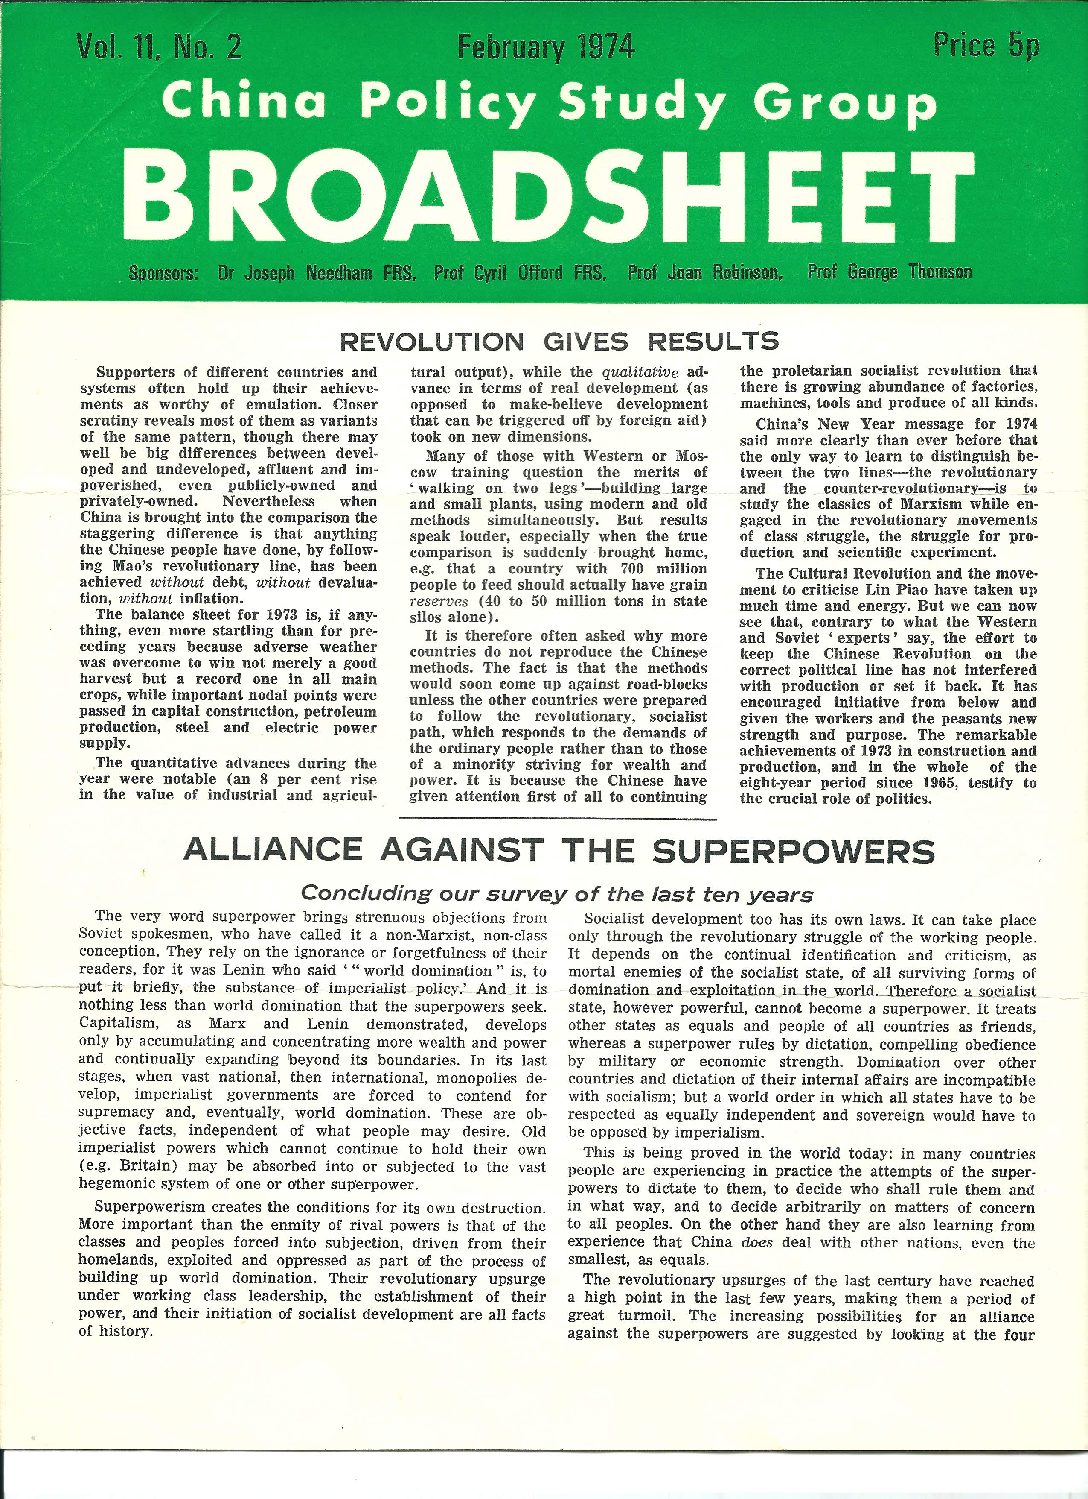 Vol. 11, No. 2
February 1974
Price 5p
China Policy Study Group
BROADSHEET
Sponsors: Dr Joseph Needham FRS, Prof Cyril Offord FRS, Prof Joan Robinson, Prof George Thomson
REVOLUTION GIVES RESULTS
Supporters of different countries and
systems often hold up their achieve-
ments as worthy of emulation. Closer
scrutiny reveals most of them as variants
of the same pattern, though there may
well be big differences between devel-
oped and undeveloped, affluent and im-
poverished, even publicly-owned and
privately-owned. Nevertheless when
China is brought into the comparison the
staggering difference is that anything
the Chinese people have done, by follow-
ing Mao's revolutionary line, has been
achieved without debt, without devalua-
tion, without inflation.
The balance sheet for 1973 is, if any-
thing, even more startling than for pre-
ceding years because adverse weather
was overcome to win not merely a good
harvest but a record one in all main
crops, while important nodal points were
passed in capital construction, petroleum
production, steel and electric power
supply.
The quantitative advances during the
year were notable (an 8 per cent rise
in the value of industrial and agricul-
tural output), while the qualitative ad-
vance in terms of real development (as
opposed to make-believe development
that can be triggered off by foreign aid)
took on new dimensions.
Many of those with Western or Mos-
cow training question the merits of
'walking on two legs'—building large
and small plants, using modern and old
methods simultaneously. But results
speak louder, especially when the true
comparison is suddenly brought home,
e.g. that a country with 700 million
people to feed should actually have grain
reserves (40 to 50 million tons in state
silos alone).
It is therefore often asked why more
countries do not reproduce the Chinese
methods. The fact is that the methods
would soon come up against road-blocks
unless the other countries were prepared
to follow the revolutionary, socialist
path, which responds to the demands of
the ordinary people rather than to those
of a minority striving for wealth and
power. It is because the Chinese have
given attention first of all to continuing
the proletarian socialist revolution that
there is growing abundance of factories,
machines, tools and produce of all kinds.
China's New Year message for 1974
said more clearly than ever before that
the only way to learn to distinguish be-
tween the two lines—the revolutionary
and the counter-revolutionary—is to
study the classics of Marxism while en-
gaged in the revolutionary movements
of class struggle, the struggle for pro-
duction and scientific experiment.
The Cultural Revolution and the move-
ment to criticise Lin Piao have taken up
much time and energy. But we can now
see that, contrary to what the Western
and Soviet 'experts' say, the effort to
keep the Chinese Revolution on the
correct political line has not interfered
with production or set it back. It has
encouraged initiative from below and
given the workers and the peasants new
strength and purpose. The remarkable
achievements of 1973 in construction and
production, and in the whole of the
eight-year period since 1965, testify to
the crucial role of politics.
ALLIANCE AGAINST THE SUPERPOWERS
Concluding our survey of the last ten years
The very word superpower brings strenuous objections from
Soviet spokesmen, who have called it a non-Marxist, non-class
conception. They rely on the ignorance or forgetfulness of their
readers, for it was Lenin who said '"world domination" is, to
put it briefly, the substance of imperialist policy.' And it is
nothing less than world domination that the superpowers seek.
Capitalism, as Marx and Lenin demonstrated, develops
only by accumulating and concentrating more wealth and power
and continually expanding beyond its boundaries. In its last
stages, when vast national, then international, monopolies de-
velop, imperialist governments are forced to contend for
supremacy and, eventually, world domination. These are ob-
jective facts, independent of what people may desire. Old
imperialist powers which cannot continue to hold their own
(e.g. Britain) may be absorbed into or subjected to the vast
hegemonic system of one or other superpower.
Superpowerism creates the conditions for its own destruction.
More important than the enmity of rival powers is that of the
classes and peoples forced into subjection, driven from their
homelands, exploited and oppressed as part of the process of
building up world domination. Their revolutionary upsurge
under working class leadership, the establishment of their
power, and their initiation of socialist development are all facts
of history.
Socialist development too has its own laws. It can take place
only through the revolutionary struggle of the working people.
It depends on the continual identification and criticism, as
mortal enemies of the socialist state, of all surviving forms of
domination and exploitation in the world. Therefore a socialist
state, however powerful, cannot become a superpower. It treats
other states as equals and people of all countries as friends,
whereas a superpower rules by dictation, compelling obedience
by military or economic strength. Domination over other
countries and dictation of their internal affairs are incompatible
with socialism; but a world order in which all states have to be
respected as equally independent and sovereign would have to
be opposed by imperialism.
This is being proved in the world today: in many countries
people are experiencing in practice the attempts of the super-
powers to dictate to them, to decide who shall rule them and
in what way, and to decide arbitrarily on matters of concern
to all peoples. On the other hand they are also learning from
experience that China does deal with other nations, even the
smallest, as equals.
The revolutionary upsurges of the last century have reached
a high point in the last few years, making them a period of
great turmoil. The increasing possibilities for an alliance
against the superpowers are suggested by looking at the four